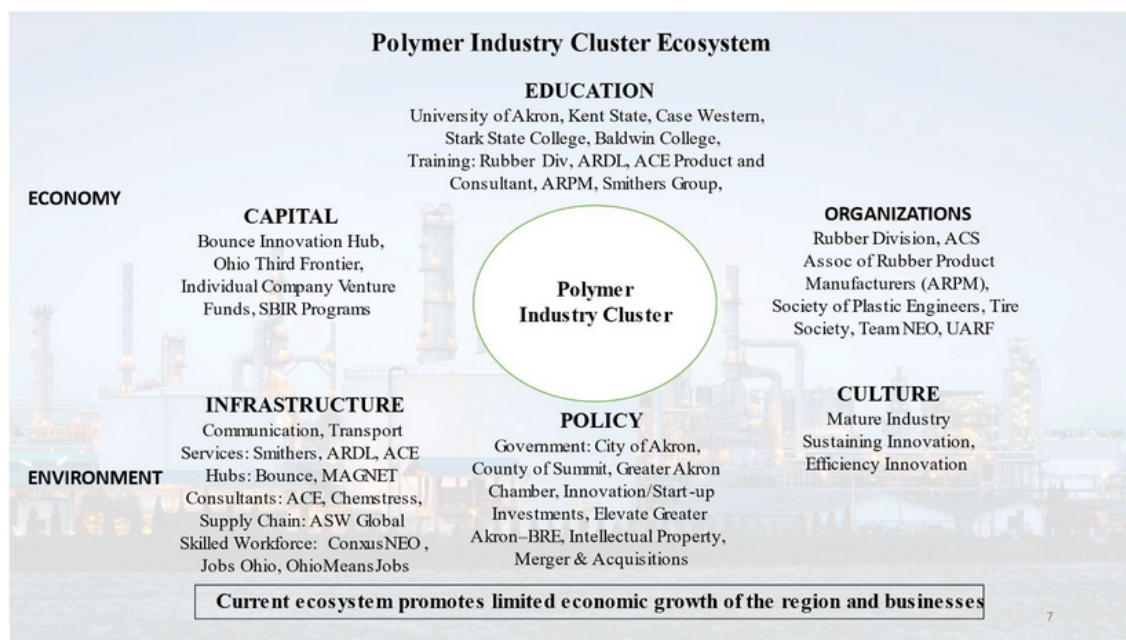 Polymer Industry Cluster Ecosystem
EDUCATION
University of Akron, Kent State, Case Western,
Stark State College, Baldwin College,
Training: Rubber Div, ARDL, ACE Product and
Consultant, ARPM, Smithers Group,
ECONOMY
CAPITAL
Bounce Innovation Hub,
Ohio Third Frontier,
Individual Company Venture
Funds, SBIR Programs
Polymer
Industry Cluster
ORGANIZATIONS
Rubber Division, ACS
Assoc of Rubber Product
Manufacturers (ARPM),
Society of Plastic Engineers, Tire
Society, Team NEO, UARF
ENVIRONMENT
INFRASTRUCTURE
Communication, Transport
Services: Smithers, ARDL, ACE
Hubs: Bounce, MAGNET
Consultants: ACE, Chemstress,
Supply Chain: ASW Global
Skilled Workforce: ConxusNEO,
Jobs Ohio, OhioMeansJobs
POLICY
Government: City of Akron,
County of Summit, Greater Akron
Chamber, Innovation/Start-up
Investments, Elevate Greater
Akron–BRE, Intellectual Property,
Merger & Acquisitions
CULTURE
Mature Industry
Sustaining Innovation,
Efficiency Innovation
Current ecosystem promotes limited economic growth of the region and businesses
7